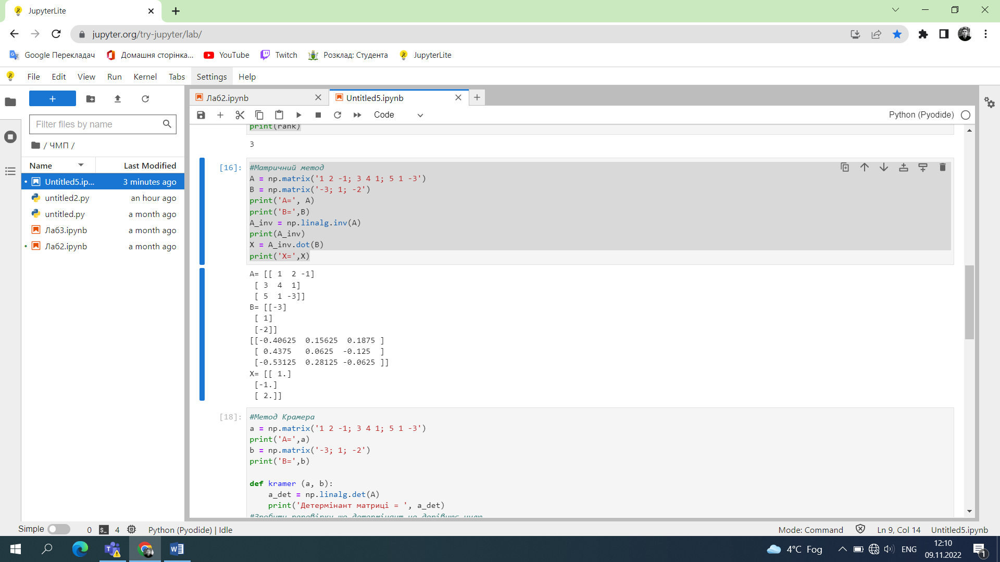 JupyterLite
jupyter.org/try-jupyter/lab/
Google Перекладач
Домашня сторінка...
YouTube
Twitch
Розклад: Студента
JupyterLite
File Edit View Run Kernel Tabs Settings Help
Лаб2.ipynb
Untitled5.ipynb
Code
Python (Pyodide)
Filter files by name
/ ЧМП /
Name Last Modified
Untitled5.ip... 3 minutes ago
untitled2.py an hour ago
untitled.py a month ago
Лаб3.ipynb a month ago
Лаб2.ipynb a month ago
print(rank)
3
[16]:
#Матричний метод
A = np.matrix('1 2 -1; 3 4 1; 5 1 -3')
B = np.matrix('-3; 1; -2')
print('A=', A)
print('B=',B)
A_inv = np.linalg.inv(A)
print(A_inv)
X = A_inv.dot(B)
print('X=',X)
A= [[ 1  2 -1]
 [ 3  4  1]
 [ 5  1 -3]]
B= [[-3]
 [ 1]
 [-2]]
[[-0.40625  0.15625  0.1875 ]
 [ 0.4375   0.0625  -0.125  ]
 [-0.53125  0.28125 -0.0625 ]]
X= [[ 1.]
 [-1.]
 [ 2.]]
[18]:
#Метод Крамера
a = np.matrix('1 2 -1; 3 4 1; 5 1 -3')
print('A=',a)
b = np.matrix('-3; 1; -2')
print('B=',b)
def kramer (a, b):
    a_det = np.linalg.det(A)
    print('Детермінант матриці = ', a_det)
#Зробити перевірку що детермінант не дорівнює нулю
Simple 0 $_ 4 Python (Pyodide) | Idle
Mode: Command Ln 9, Col 14 Untitled5.ipynb
4°C Fog
ENG
12:10
09.11.2022
1